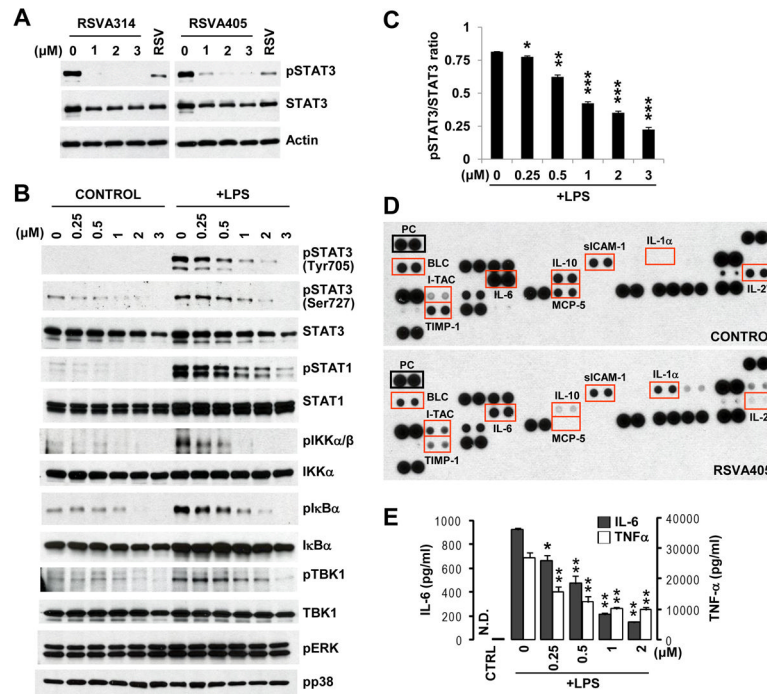 A
RSVA314
RSVA405
(µM) 0 1 2 3 RSV 0 1 2 3 RSV
pSTAT3
STAT3
Actin
B
CONTROL
+LPS
(µM) 0 0.25 0.5 1 2 3 0 0.25 0.5 1 2 3
pSTAT3
(Tyr705)
pSTAT3
(Ser727)
STAT3
pSTAT1
STAT1
pIKKα/β
IKKα
pIκBα
IκBα
pTBK1
TBK1
pERK
pp38
C
pSTAT3/STAT3 ratio
1
0.75
0.5
0.25
0
* ** *** *** ***
(µM) 0 0.25 0.5 1 2 3
+LPS
D
PC
BLC
I-TAC
TIMP-1
IL-6
IL-10
MCP-5
sICAM-1
IL-1α
IL-27
CONTROL
PC
BLC
I-TAC
TIMP-1
IL-6
IL-10
MCP-5
sICAM-1
IL-1α
IL-2
RSVA405
E
IL-6 (pg/ml)
1000
800
600
400
200
0
IL-6
TNFα
40000
30000
20000
10000
0
TNF-α (pg/ml)
* ** ** ** ** ** ** **
N.D.
CTRL 0 0.25 0.5 1 2 (µM)
+LPS